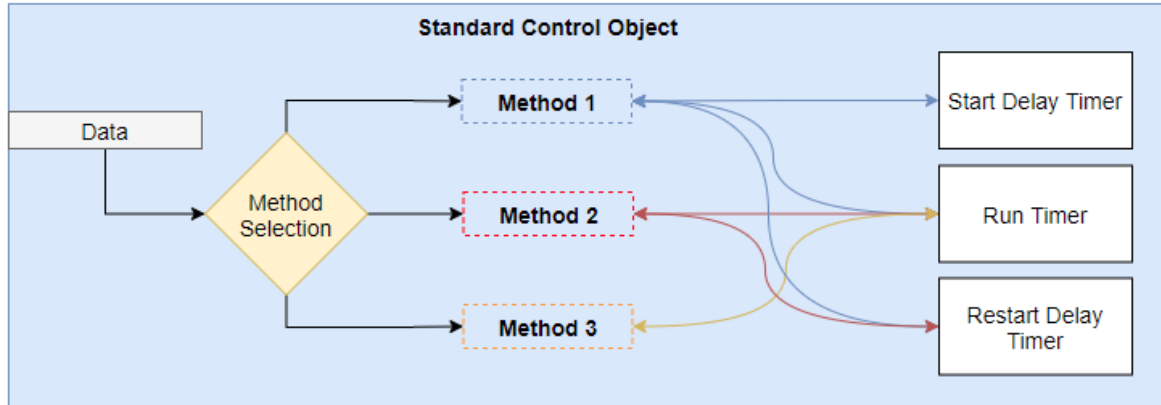 Standard Control Object
Data
Method
Selection
Method 1
Method 2
Method 3
Start Delay Timer
Run Timer
Restart Delay
Timer